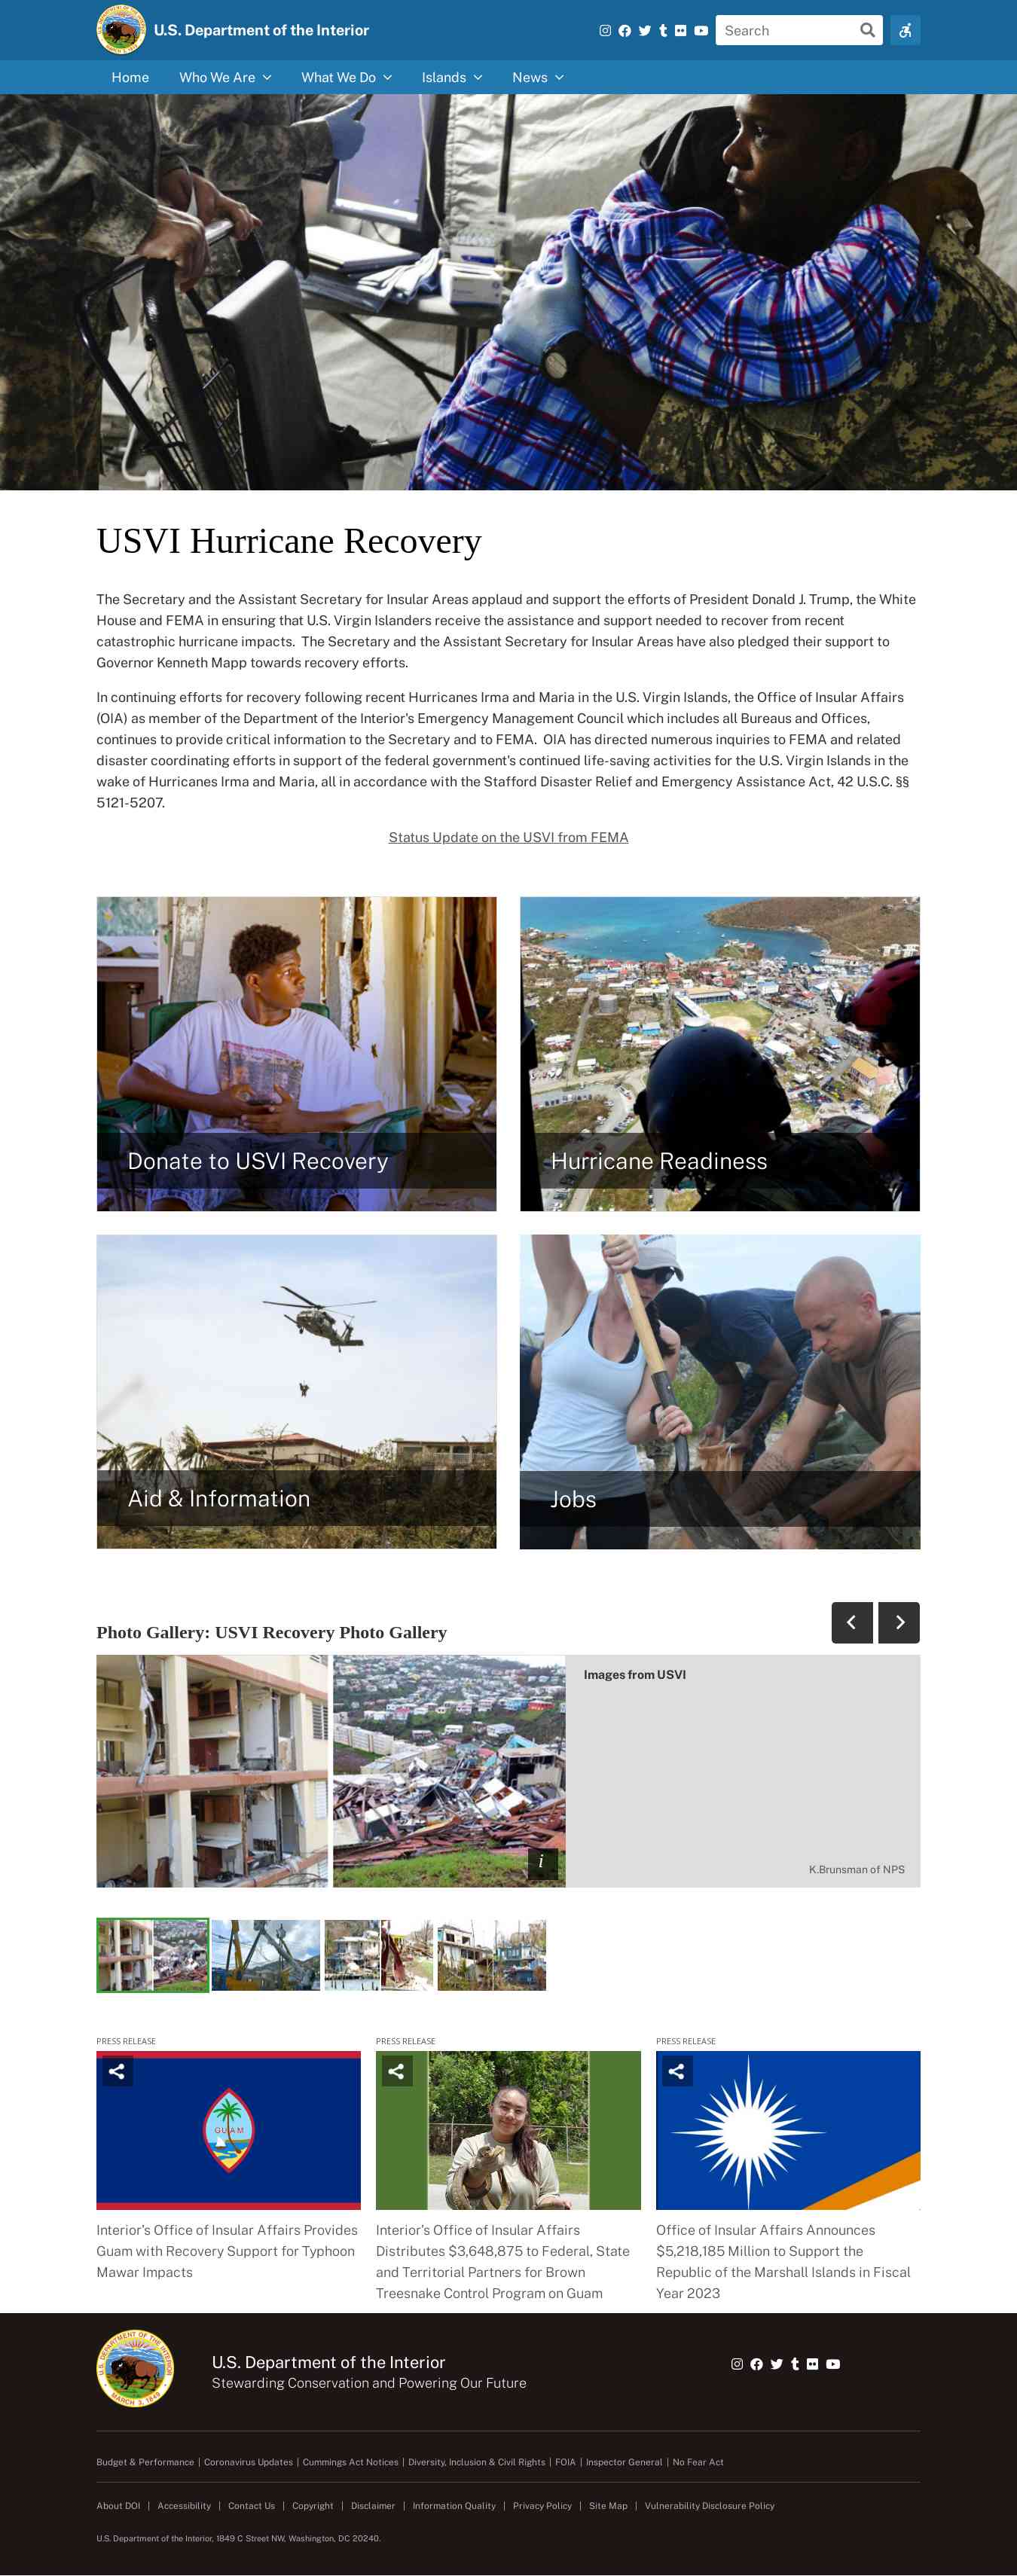 U.S. Department of the Interior
Search
Home
Who We Are
What We Do
Islands
News
USVI Hurricane Recovery
The Secretary and the Assistant Secretary for Insular Areas applaud and support the efforts of President Donald J. Trump, the White
House and FEMA in ensuring that U.S. Virgin Islanders receive the assistance and support needed to recover from recent
catastrophic hurricane impacts.  The Secretary and the Assistant Secretary for Insular Areas have also pledged their support to
Governor Kenneth Mapp towards recovery efforts.
In continuing efforts for recovery following recent Hurricanes Irma and Maria in the U.S. Virgin Islands, the Office of Insular Affairs
(OIA) as member of the Department of the Interior's Emergency Management Council which includes all Bureaus and Offices,
continues to provide critical information to the Secretary and to FEMA.  OIA has directed numerous inquiries to FEMA and related
disaster coordinating efforts in support of the federal government's continued life-saving activities for the U.S. Virgin Islands in the
wake of Hurricanes Irma and Maria, all in accordance with the Stafford Disaster Relief and Emergency Assistance Act, 42 U.S.C. §§
5121-5207.
Status Update on the USVI from FEMA
Donate to USVI Recovery
Hurricane Readiness
Aid & Information
Jobs
Photo Gallery: USVI Recovery Photo Gallery
Images from USVI
i
K.Brunsman of NPS
PRESS RELEASE
GUAM
Interior's Office of Insular Affairs Provides
Guam with Recovery Support for Typhoon
Mawar Impacts
PRESS RELEASE
Interior's Office of Insular Affairs
Distributes $3,648,875 to Federal, State
and Territorial Partners for Brown
Treesnake Control Program on Guam
PRESS RELEASE
Office of Insular Affairs Announces
$5,218,185 Million to Support the
Republic of the Marshall Islands in Fiscal
Year 2023
U.S. DEPARTMENT OF THE INTERIOR
MARCH 3, 1849
U.S. Department of the Interior
Stewarding Conservation and Powering Our Future
Budget & Performance | Coronavirus Updates | Cummings Act Notices | Diversity, Inclusion & Civil Rights | FOIA | Inspector General | No Fear Act
About DOI | Accessibility | Contact Us | Copyright | Disclaimer | Information Quality | Privacy Policy | Site Map | Vulnerability Disclosure Policy
U.S. Department of the Interior, 1849 C Street NW, Washington, DC 20240.